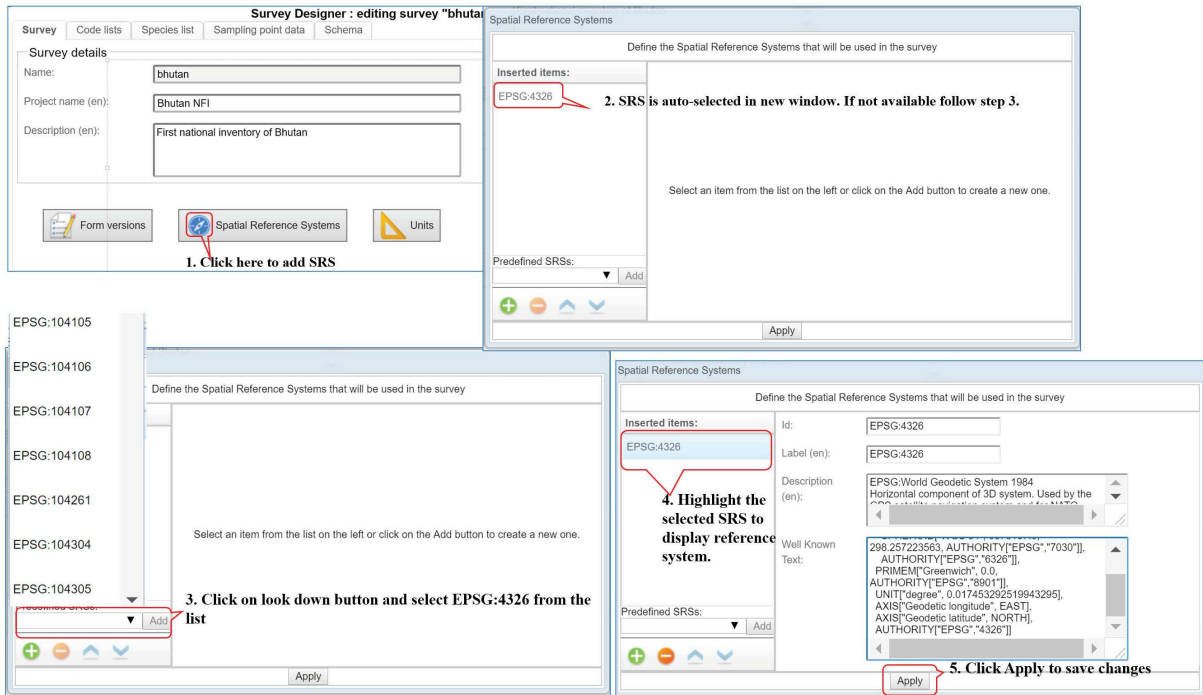 Survey Designer : editing survey "bhutan
Survey
Code lists
Species list
Sampling point data
Schema
Survey details
Name:
bhutan
Project name (en):
Bhutan NFI
Description (en):
First national inventory of Bhutan
Form versions
Spatial Reference Systems
Units
1. Click here to add SRS
Spatial Reference Systems
Define the Spatial Reference Systems that will be used in the survey
Inserted items:
EPSG:4326
2. SRS is auto-selected in new window. If not available follow step 3.
Select an item from the list on the left or click on the Add button to create a new one.
Predefined SRSs:
Add
Apply
EPSG:104105
EPSG:104106
EPSG:104107
EPSG:104108
EPSG:104261
EPSG:104304
EPSG:104305
Define the Spatial Reference Systems that will be used in the survey
Select an item from the list on the left or click on the Add button to create a new one.
3. Click on look down button and select EPSG:4326 from the
list
Predefined SRSs:
Add
Apply
Spatial Reference Systems
Define the Spatial Reference Systems that will be used in the survey
Inserted items:
EPSG:4326
4. Highlight the
selected SRS to
display reference
system.
Predefined SRSs:
Add
Id:
EPSG:4326
Label (en):
EPSG:4326
Description
(en):
EPSG:World Geodetic System 1984
Horizontal component of 3D system. Used by the
GPS satellite navigation system and for NATO
Well Known
Text:
298.257223563, AUTHORITY["EPSG","7030"]],
AUTHORITY["EPSG","6326"]],
PRIMEM["Greenwich", 0.0,
AUTHORITY["EPSG","8901"]],
UNIT["degree", 0.017453292519943295],
AXIS["Geodetic longitude", EAST],
AXIS["Geodetic latitude", NORTH],
AUTHORITY["EPSG","4326"]]
5. Click Apply to save changes
Apply